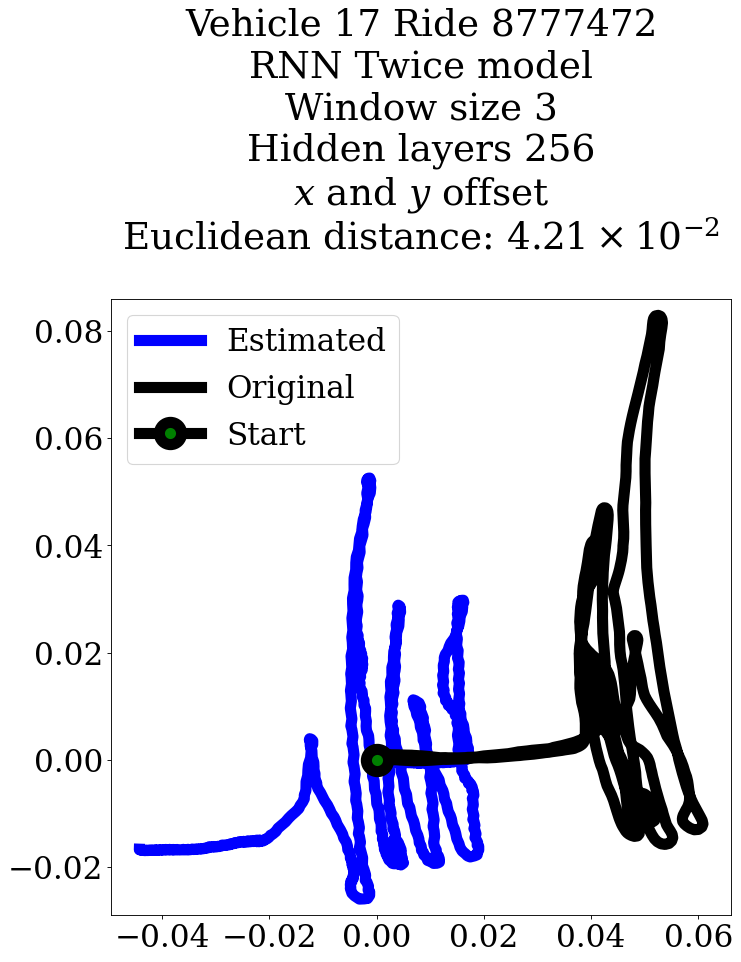 Vehicle 17 Ride 8777472
RNN Twice model
Window size 3
Hidden layers 256
x and y offset
Euclidean distance: 4.21 × 10⁻²
Estimated
Original
Start
0.08
0.06
0.04
0.02
0.00
−0.02
−0.04 −0.02 0.00 0.02 0.04 0.06